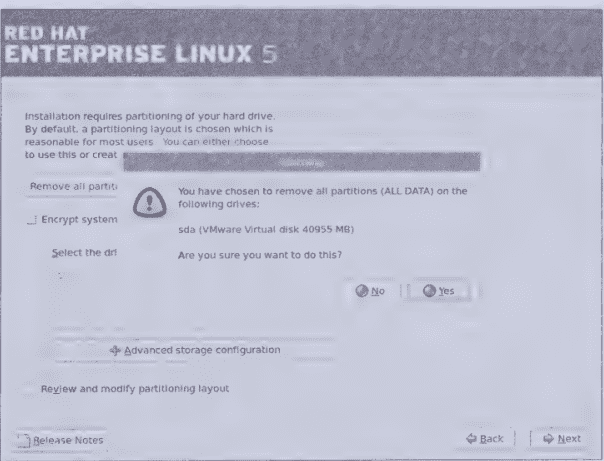 RED HAT
ENTERPRISE LINUX 5
Installation requires partitioning of your hard drive.
By default, a partitioning layout is chosen which is
reasonable for most users. You can either choose
to use this or creat
Remove all partiti
You have chosen to remove all partitions (ALL DATA) on the
following drives:
Encrypt system
sda (VMware Virtual disk 40955 MB)
Select the dri
Are you sure you want to do this?
No Yes
Advanced storage configuration
Review and modify partitioning layout
Release Notes Back Next